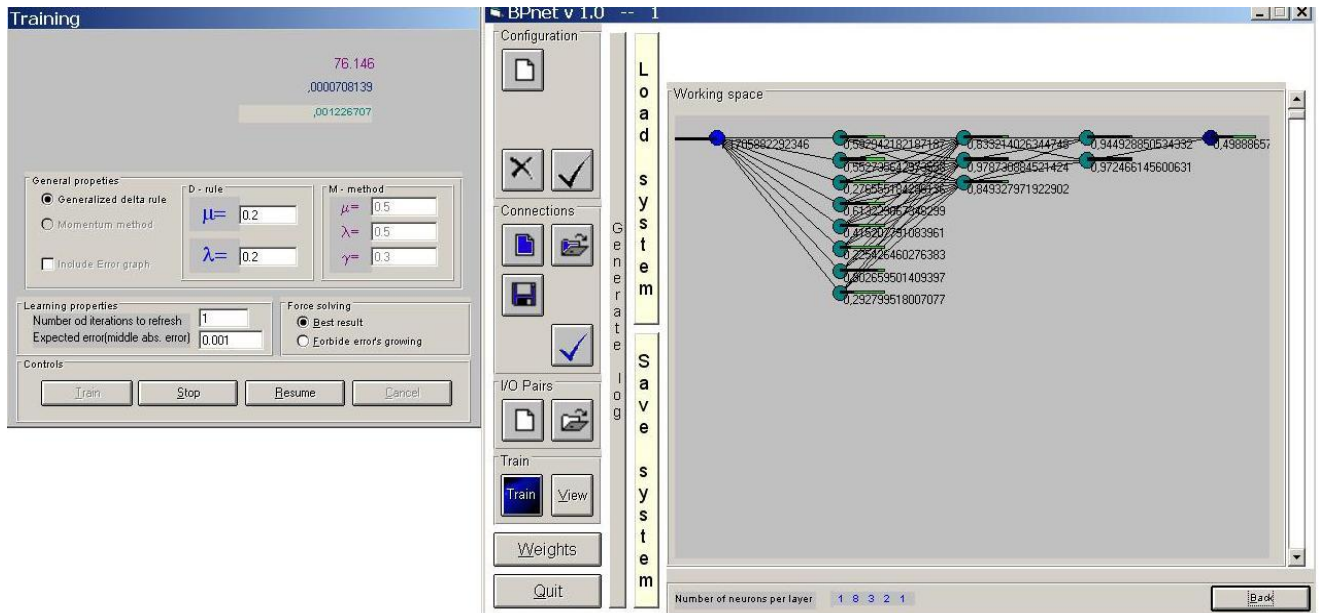 Training
76.146
,0000708139
,001226707
General propeties
Generalized delta rule
Momentum method
Include Error graph
D - rule
μ= 0.2
λ= 0.2
M - method
μ= 0.5
λ= 0.5
γ= 0.3
Learning properties
Number od iterations to refresh 1
Expected error(middle abs. error) 0.001
Force solving
Best result
Forbide error's growing
Controls
Train Stop Resume Cancel
BPnet v 1.0 -- 1
Configuration
Connections
I/O Pairs
Train
Train View
Weights
Quit
Generate log
Load system
Save system
Working space
0,592942182187187
0,833214026344748
0,944928850534332
0,49888657
0,978730884521424
0,972466145600631
0,849327971922902
0,415207791083961
0,225426460276383
0,802659501409397
0,292799518007077
Number of neurons per layer 1 8 3 2 1
Back